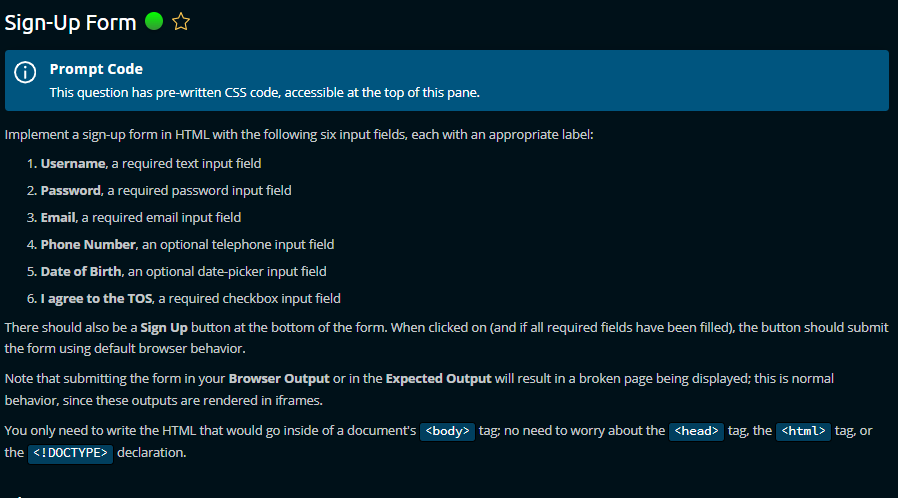 Sign-Up Form
Prompt Code
This question has pre-written CSS code, accessible at the top of this pane.
Implement a sign-up form in HTML with the following six input fields, each with an appropriate label:
1. Username, a required text input field
2. Password, a required password input field
3. Email, a required email input field
4. Phone Number, an optional telephone input field
5. Date of Birth, an optional date-picker input field
6. I agree to the TOS, a required checkbox input field
There should also be a Sign Up button at the bottom of the form. When clicked on (and if all required fields have been filled), the button should submit
the form using default browser behavior.
Note that submitting the form in your Browser Output or in the Expected Output will result in a broken page being displayed; this is normal
behavior, since these outputs are rendered in iframes.
You only need to write the HTML that would go inside of a document's <body> tag; no need to worry about the <head> tag, the <html> tag, or
the <!DOCTYPE> declaration.